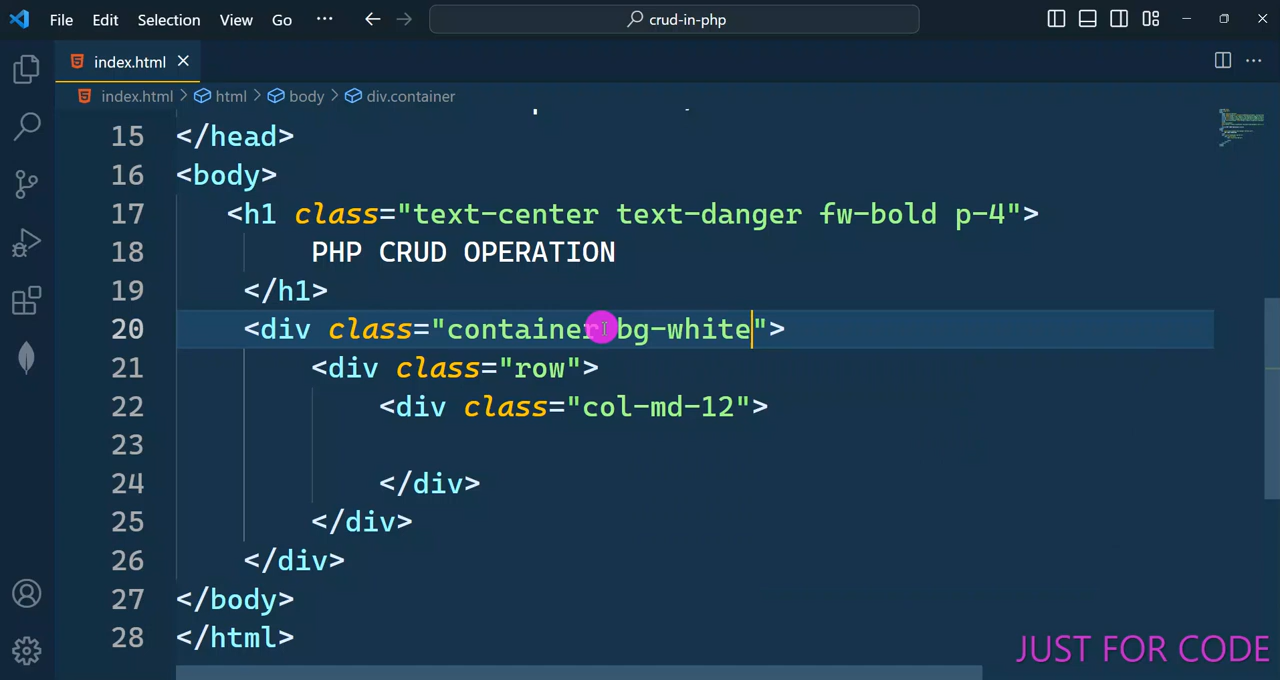 File Edit Selection View Go ··· crud-in-php
index.html
index.html > html > body > div.container
15 </head>
16 <body>
17 <h1 class="text-center text-danger fw-bold p-4">
18 PHP CRUD OPERATION
19 </h1>
20 <div class="container bg-white">
21 <div class="row">
22 <div class="col-md-12">
23
24 </div>
25 </div>
26 </div>
27 </body>
28 </html>
JUST FOR CODE